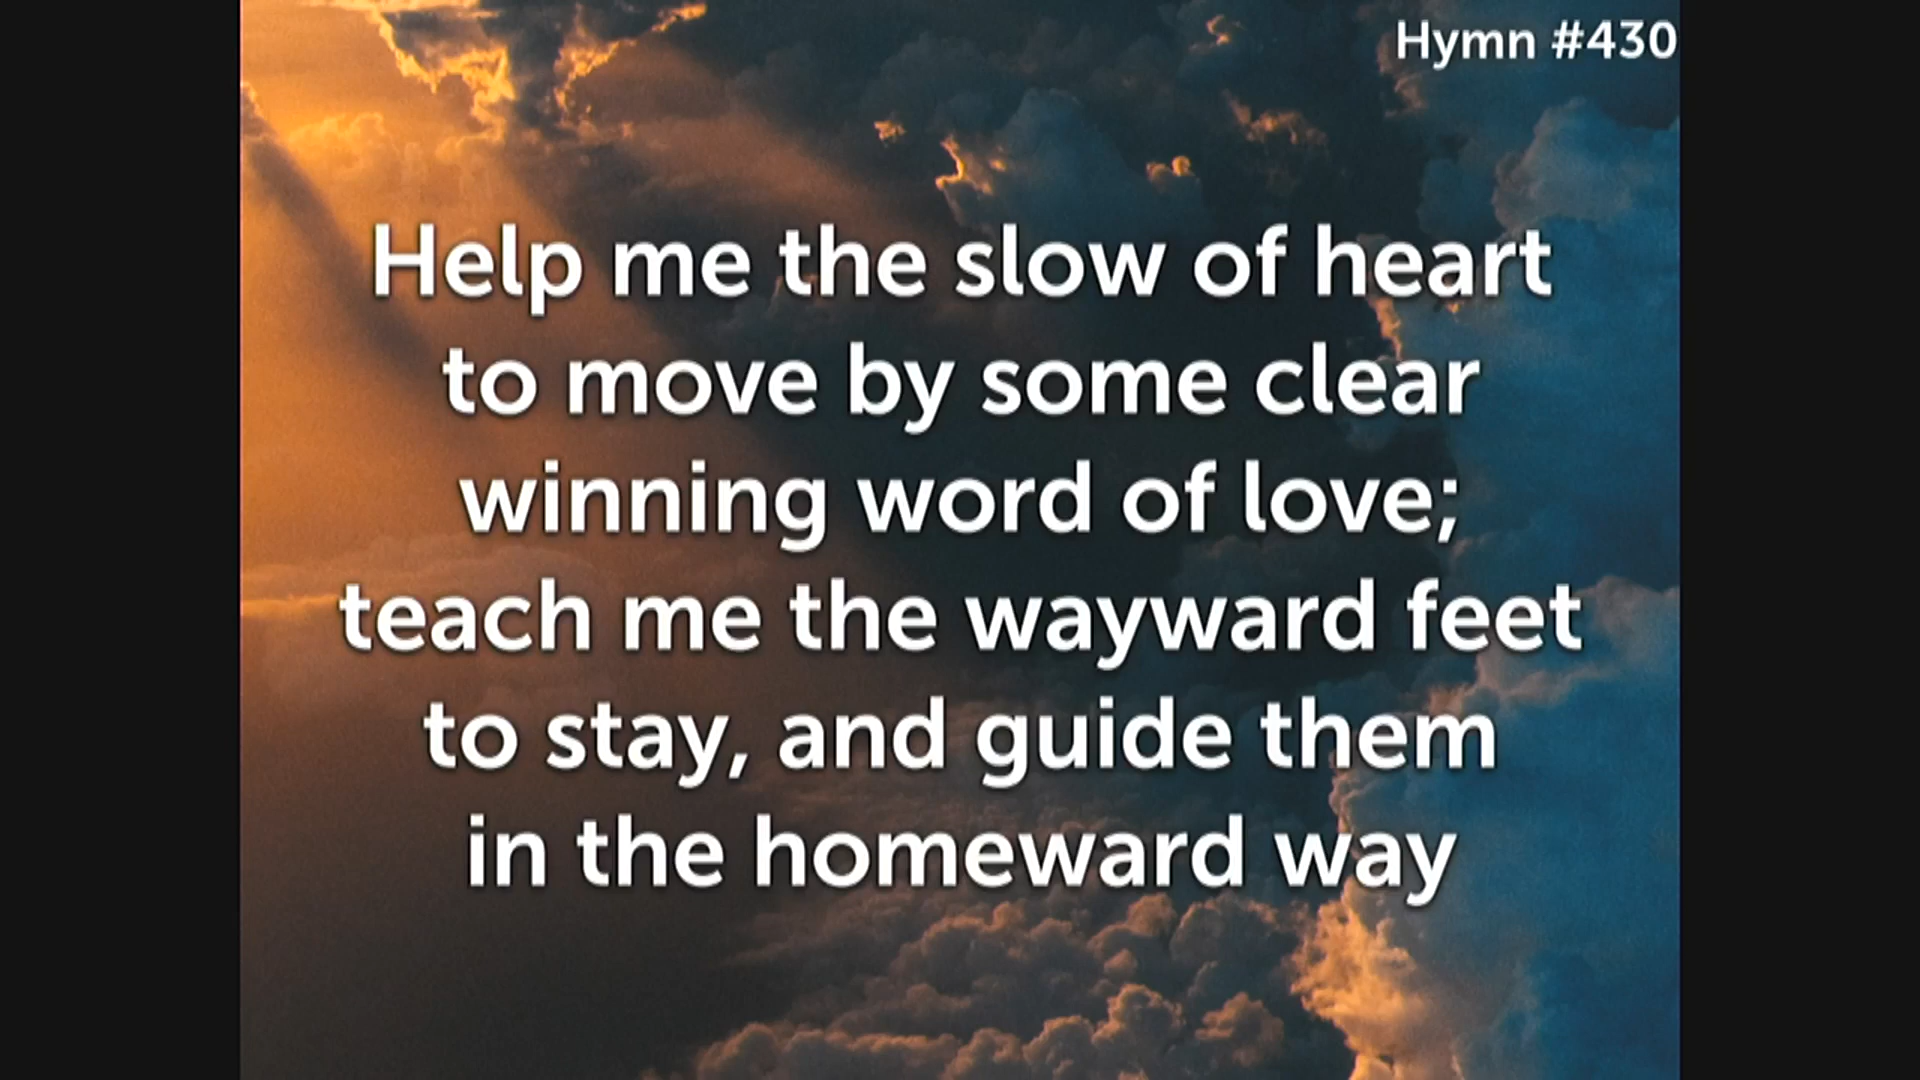 Hymn #430
Help me the slow of heart
to move by some clear
winning word of love;
teach me the wayward feet
to stay, and guide them
in the homeward way